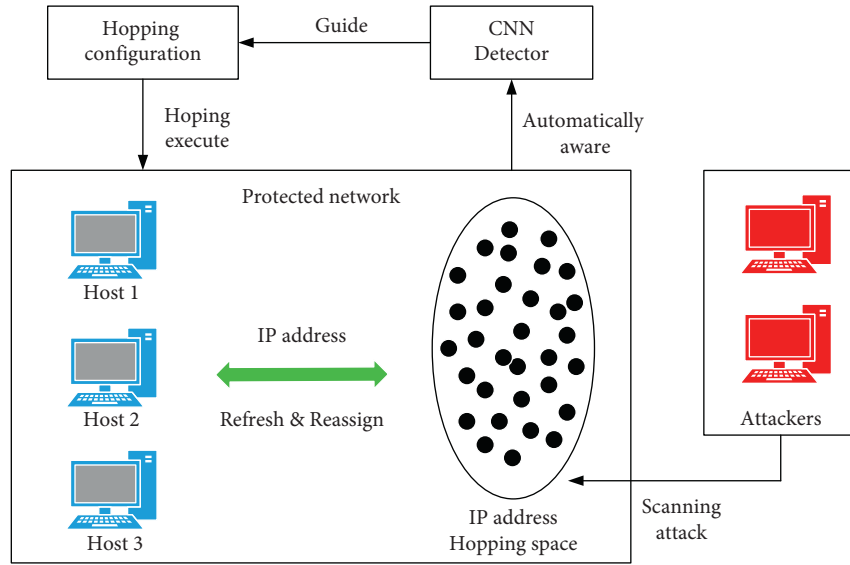 Hopping
configuration
Guide
CNN
Detector
Hoping
execute
Automatically
aware
Protected network
Host 1
IP address
Host 2
Refresh & Reassign
Host 3
IP address
Hopping space
Attackers
Scanning
attack